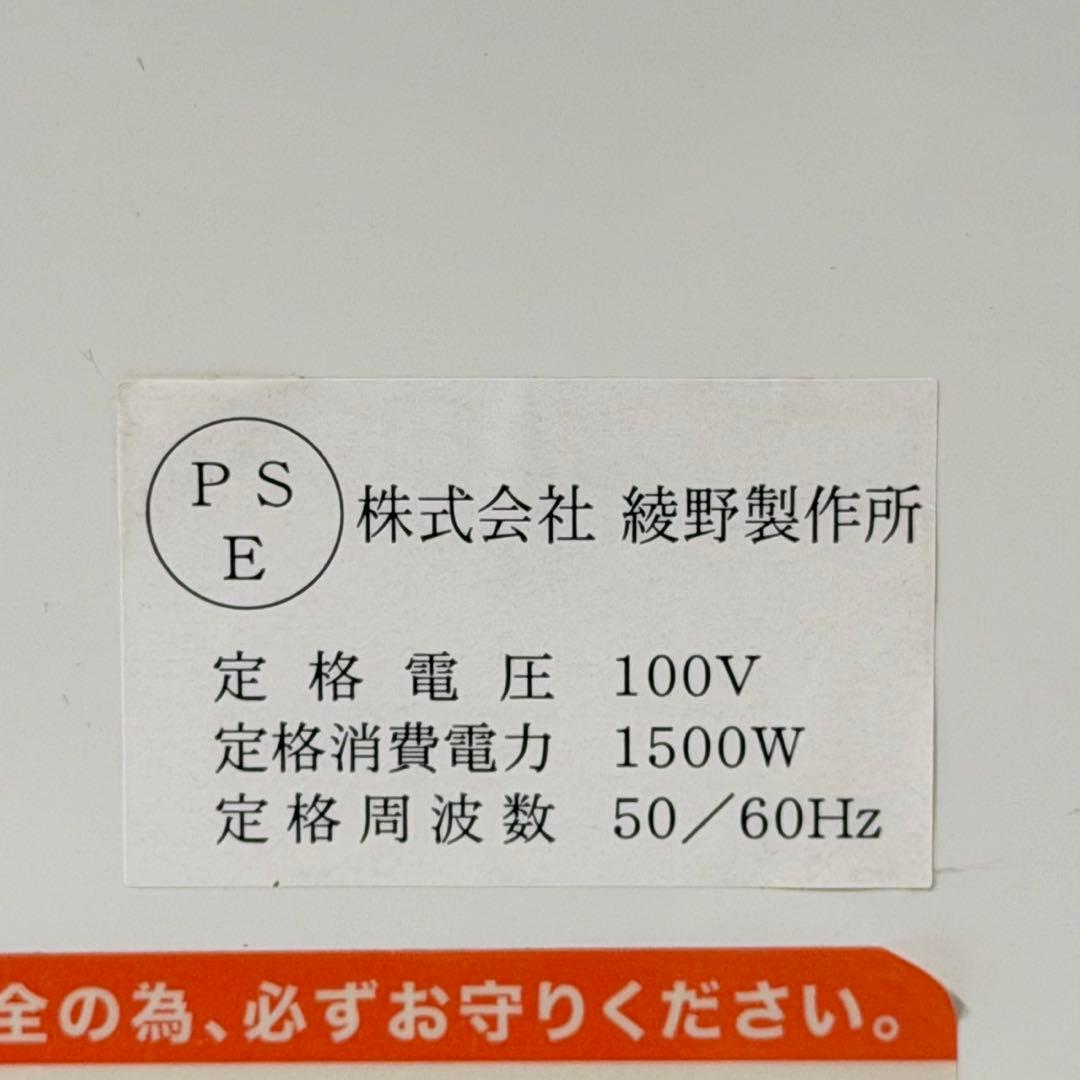 PS
E
株式会社 綾野製作所
定格電圧 100V
定格消費電力 1500W
定格周波数 50/60Hz
全の為、必ずお守りください。